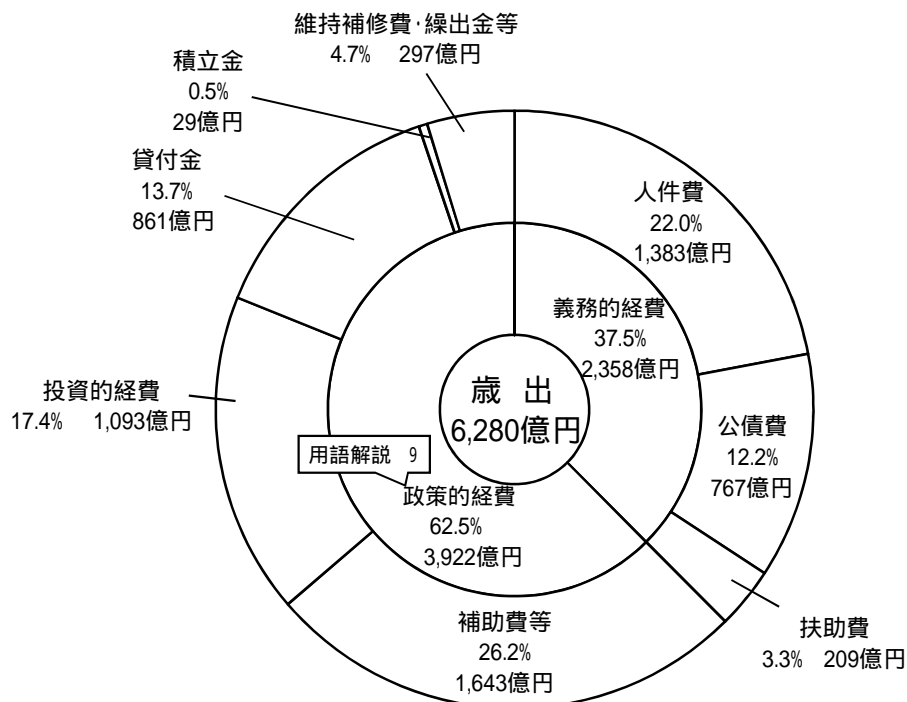 維持補修費･繰出金等
4.7% 297億円
積立金
0.5%
29億円
貸付金
13.7%
861億円
人件費
22.0%
1,383億円
義務的経費
37.5%
2,358億円
歳 出
6,280億円
投資的経費
17.4% 1,093億円
用語解説 9
政策的経費
62.5%
3,922億円
公債費
12.2%
767億円
補助費等
26.2%
1,643億円
扶助費
3.3% 209億円